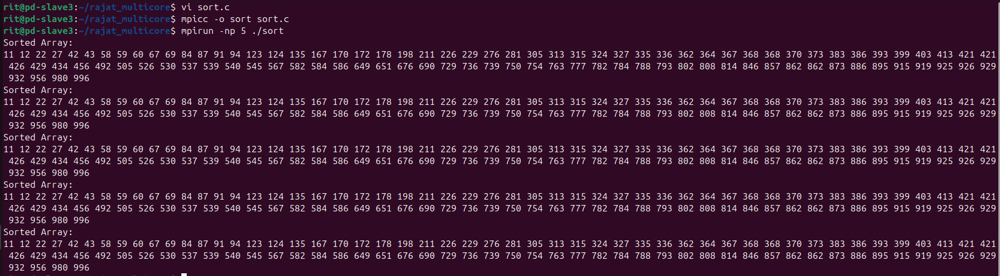 rit@pd-slave3:~/rajat_multicore$ vi sort.c
rit@pd-slave3:~/rajat_multicore$ mpicc -o sort sort.c
rit@pd-slave3:~/rajat_multicore$ mpirun -np 5 ./sort
Sorted Array:
11 12 22 27 42 43 58 59 60 67 69 84 87 91 94 123 124 135 167 170 172 178 198 211 226 229 276 281 305 313 315 324 327 335 336 362 364 367 368 368 370 373 383 386 393 399 403 413 421 421
426 429 434 456 492 505 526 530 537 539 540 545 567 582 584 586 649 651 676 690 729 736 739 750 754 763 777 782 784 788 793 802 808 814 846 857 862 862 873 886 895 915 919 925 926 929
932 956 980 996
Sorted Array:
11 12 22 27 42 43 58 59 60 67 69 84 87 91 94 123 124 135 167 170 172 178 198 211 226 229 276 281 305 313 315 324 327 335 336 362 364 367 368 368 370 373 383 386 393 399 403 413 421 421
426 429 434 456 492 505 526 530 537 539 540 545 567 582 584 586 649 651 676 690 729 736 739 750 754 763 777 782 784 788 793 802 808 814 846 857 862 862 873 886 895 915 919 925 926 929
932 956 980 996
Sorted Array:
11 12 22 27 42 43 58 59 60 67 69 84 87 91 94 123 124 135 167 170 172 178 198 211 226 229 276 281 305 313 315 324 327 335 336 362 364 367 368 368 370 373 383 386 393 399 403 413 421 421
426 429 434 456 492 505 526 530 537 539 540 545 567 582 584 586 649 651 676 690 729 736 739 750 754 763 777 782 784 788 793 802 808 814 846 857 862 862 873 886 895 915 919 925 926 929
932 956 980 996
Sorted Array:
11 12 22 27 42 43 58 59 60 67 69 84 87 91 94 123 124 135 167 170 172 178 198 211 226 229 276 281 305 313 315 324 327 335 336 362 364 367 368 368 370 373 383 386 393 399 403 413 421 421
426 429 434 456 492 505 526 530 537 539 540 545 567 582 584 586 649 651 676 690 729 736 739 750 754 763 777 782 784 788 793 802 808 814 846 857 862 862 873 886 895 915 919 925 926 929
932 956 980 996
Sorted Array:
11 12 22 27 42 43 58 59 60 67 69 84 87 91 94 123 124 135 167 170 172 178 198 211 226 229 276 281 305 313 315 324 327 335 336 362 364 367 368 368 370 373 383 386 393 399 403 413 421 421
426 429 434 456 492 505 526 530 537 539 540 545 567 582 584 586 649 651 676 690 729 736 739 750 754 763 777 782 784 788 793 802 808 814 846 857 862 862 873 886 895 915 919 925 926 929
932 956 980 996